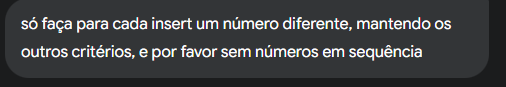 só faça para cada insert um número diferente, mantendo os
outros critérios, e por favor sem números em sequência